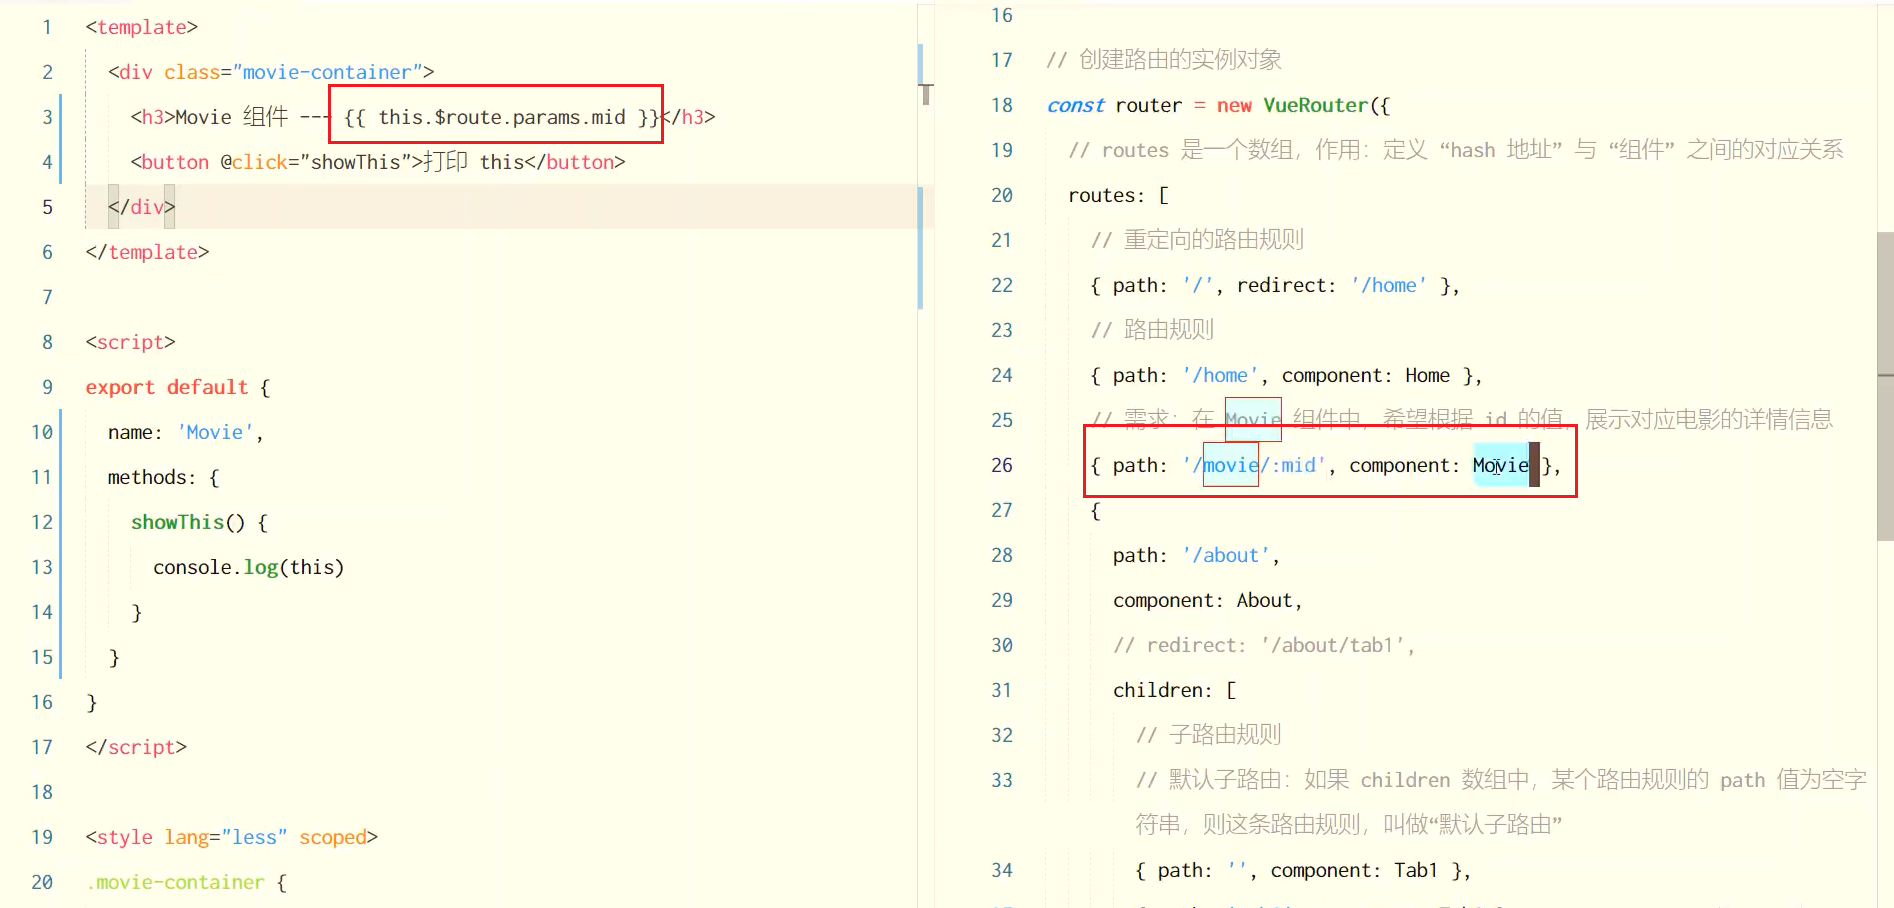 1 <template>
2 <div class="movie-container">
3 <h3>Movie 组件 --- {{ this.$route.params.mid }}</h3>
4 <button @click="showThis">打印 this</button>
5 </div>
6 </template>
7
8 <script>
9 export default {
10 name: 'Movie',
11 methods: {
12 showThis() {
13 console.log(this)
14 }
15 }
16 }
17 </script>
18
19 <style lang="less" scoped>
20 .movie-container {
16
17 // 创建路由的实例对象
18 const router = new VueRouter({
19 // routes 是一个数组，作用：定义 “hash 地址” 与 “组件” 之间的对应关系
20 routes: [
21 // 重定向的路由规则
22 { path: '/', redirect: '/home' },
23 // 路由规则
24 { path: '/home', component: Home },
25 // 需求：在 Movie 组件中，希望根据 id 的值，展示对应电影的详情信息
26 { path: '/movie/:mid', component: Movie },
27 {
28 path: '/about',
29 component: About,
30 // redirect: '/about/tab1',
31 children: [
32 // 子路由规则
33 // 默认子路由：如果 children 数组中，某个路由规则的 path 值为空字
符串，则这条路由规则，叫做“默认子路由”
34 { path: '', component: Tab1 },